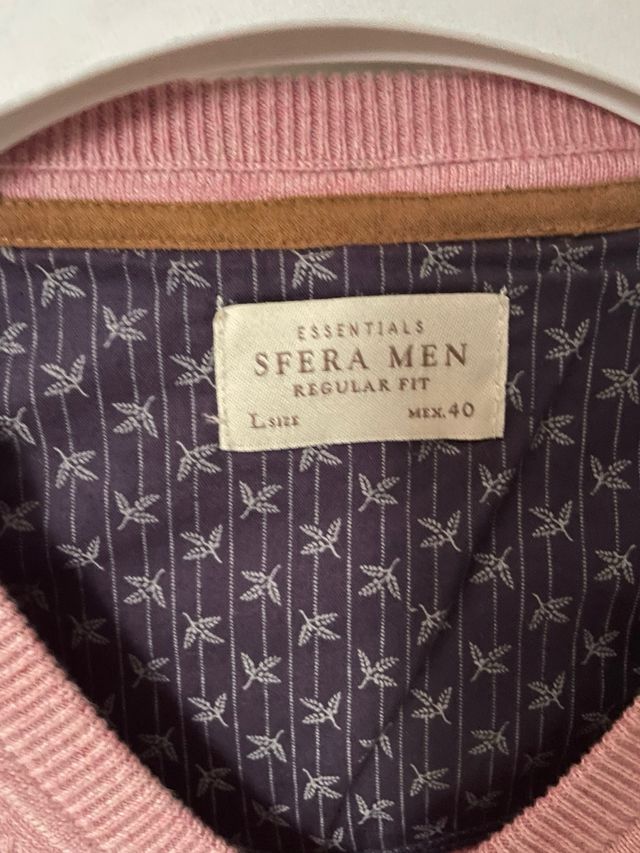 ESSENTIALS
SFERA MEN
REGULAR FIT
L SIZE MEX. 40